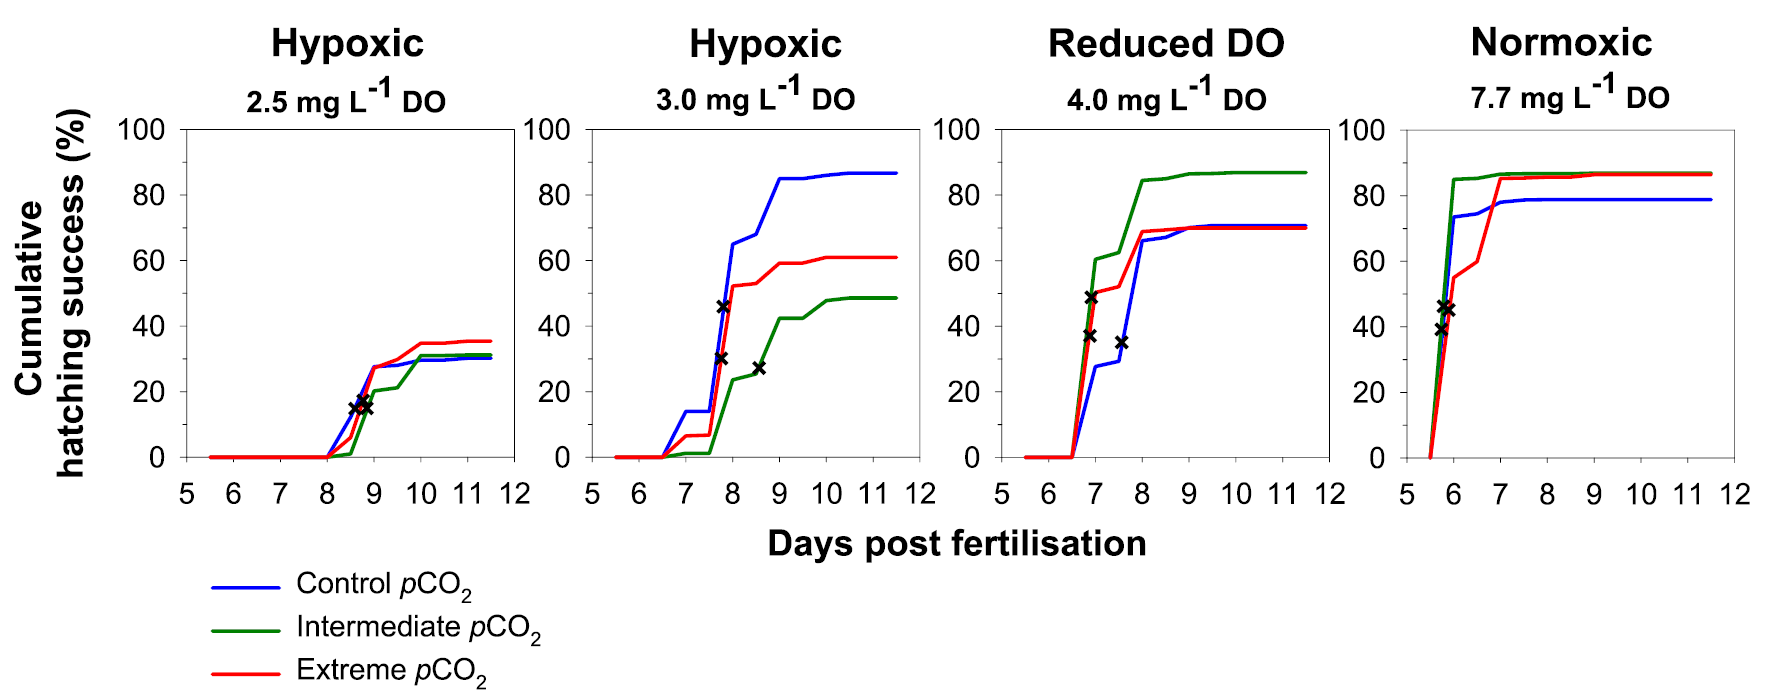 Hypoxic
2.5 mg L-1 DO
Hypoxic
3.0 mg L-1 DO
Reduced DO
4.0 mg L-1 DO
Normoxic
7.7 mg L-1 DO
Cumulative
hatching success (%)
100
80
60
40
20
0
5 6 7 8 9 10 11 12
100
80
60
40
20
0
5 6 7 8 9 10 11 12
100
80
60
40
20
0
5 6 7 8 9 10 11 12
100
80
60
40
20
0
5 6 7 8 9 10 11 12
Days post fertilisation
Control pCO2
Intermediate pCO2
Extreme pCO2